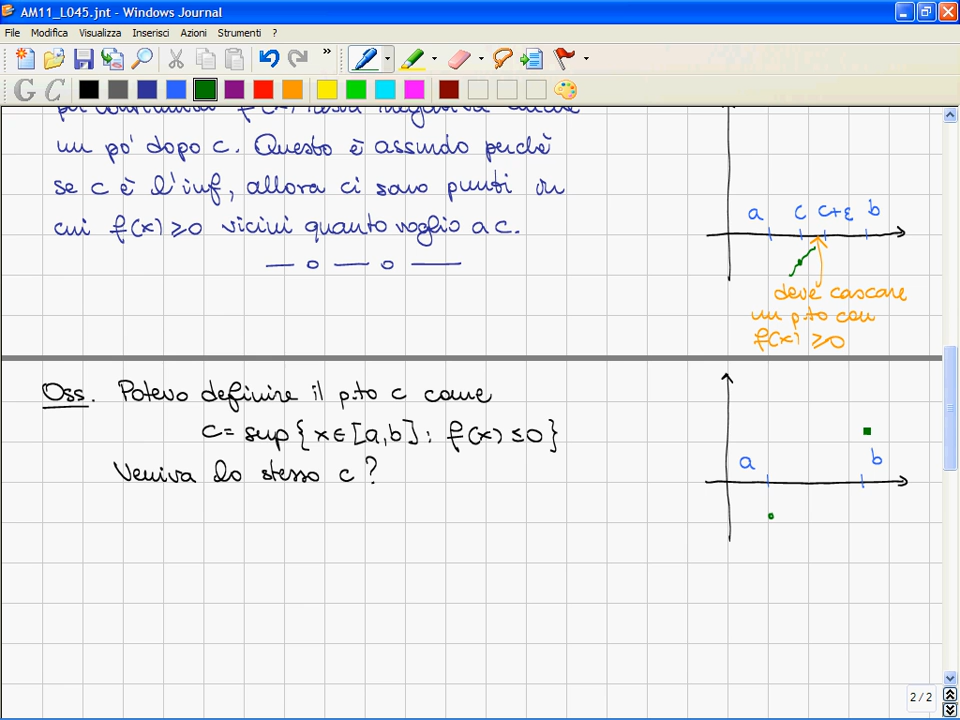 AM11_L045.jnt - Windows Journal
File Modifica Visualizza Inserisci Azioni Strumenti ?
un po' dopo c. Questo è assurdo perchè
se c è l'inf, allora ci sono punti in
cui f(x) ≥ 0 vicini quanto voglio a c.
a c c+ε b
deve cascare
un p.to con
f(x) ≥ 0
Oss. Potevo definire il p.to c come
c = sup{x∈[a,b] : f(x) ≤ 0}
Veniva lo stesso c?
a b
2 / 2